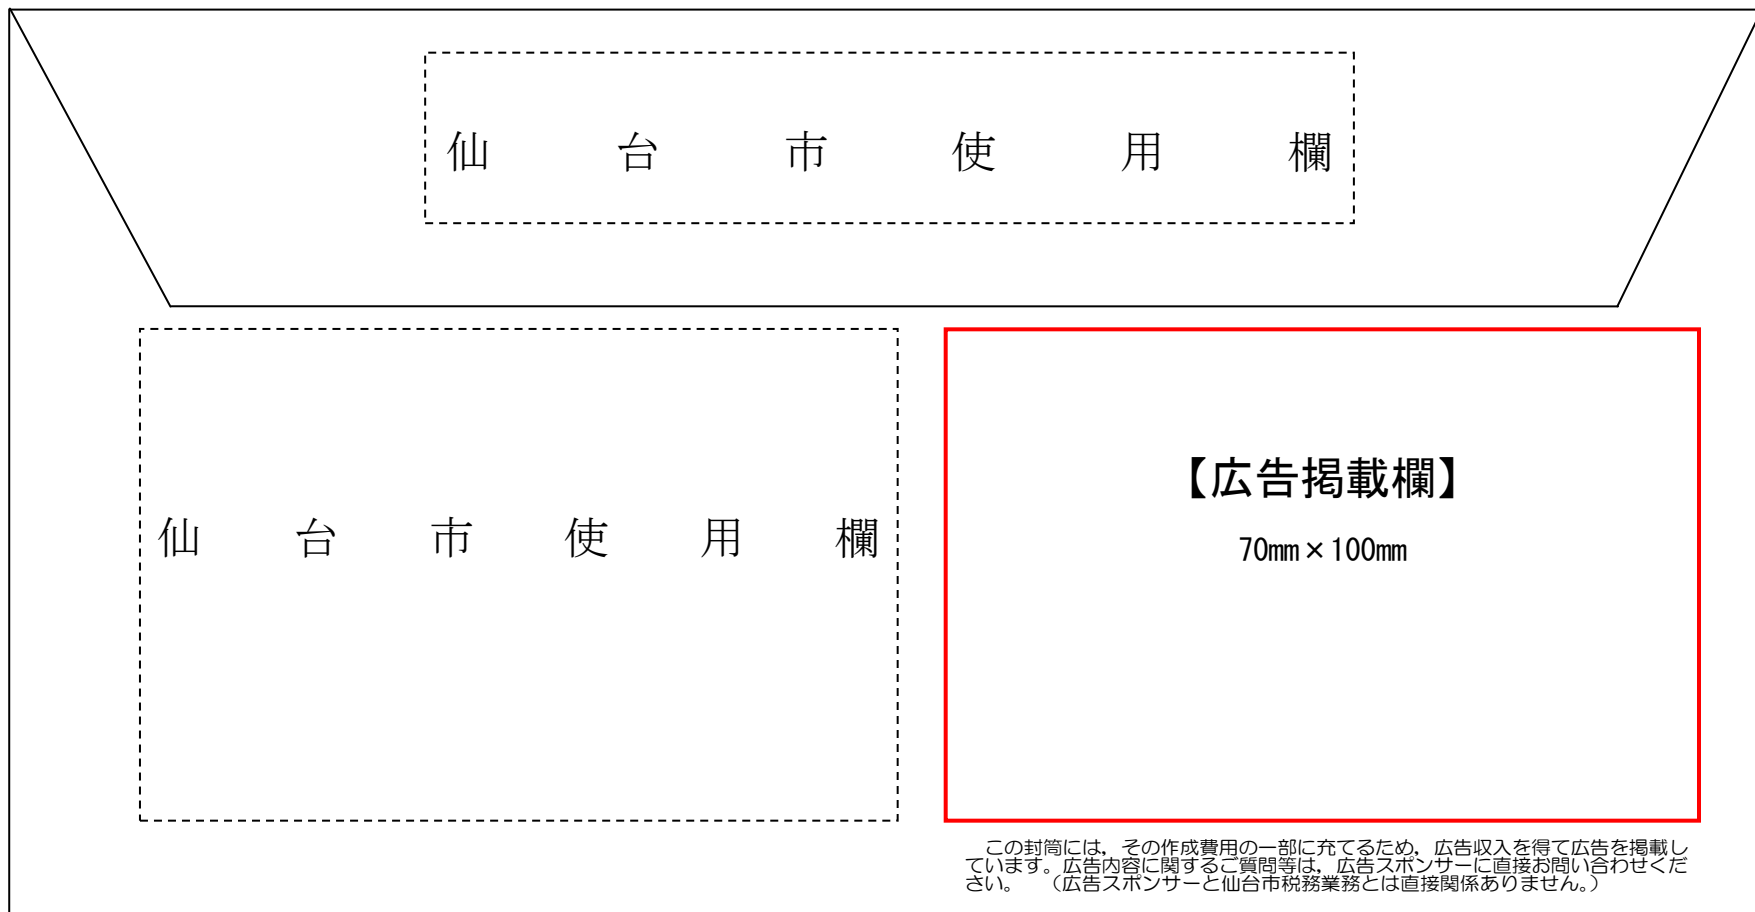 仙台市使用欄
仙台市使用欄
【広告掲載欄】
70mm×100mm
この封筒には，その作成費用の一部に充てるため，広告収入を得て広告を掲載し
ています。広告内容に関するご質問等は，広告スポンサーに直接お問い合わせくだ
さい。　（広告スポンサーと仙台市税務業務とは直接関係ありません。）